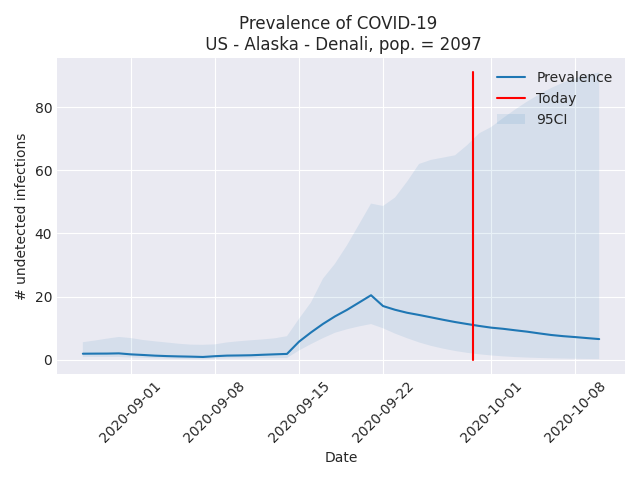 Prevalence of COVID-19
US - Alaska - Denali, pop. = 2097
Prevalence
Today
95CI
80
60
40
20
0
# undetected infections
2020-09-01
2020-09-08
2020-09-15
2020-09-22
2020-10-01
2020-10-08
Date